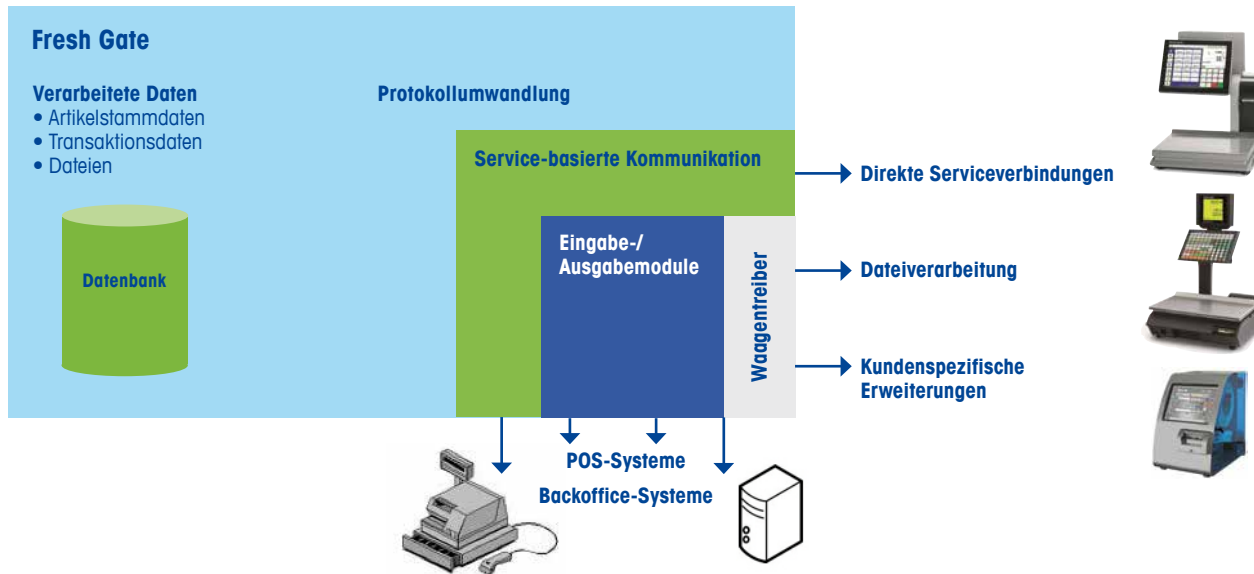 Fresh Gate
Verarbeitete Daten
• Artikelstammdaten
• Transaktionsdaten
• Dateien
Datenbank
Protokollumwandlung
Service-basierte Kommunikation
Eingabe-/
Ausgabemodule
Waagentreiber
Direkte Serviceverbindungen
Dateiverarbeitung
Kundenspezifische
Erweiterungen
POS-Systeme
Backoffice-Systeme